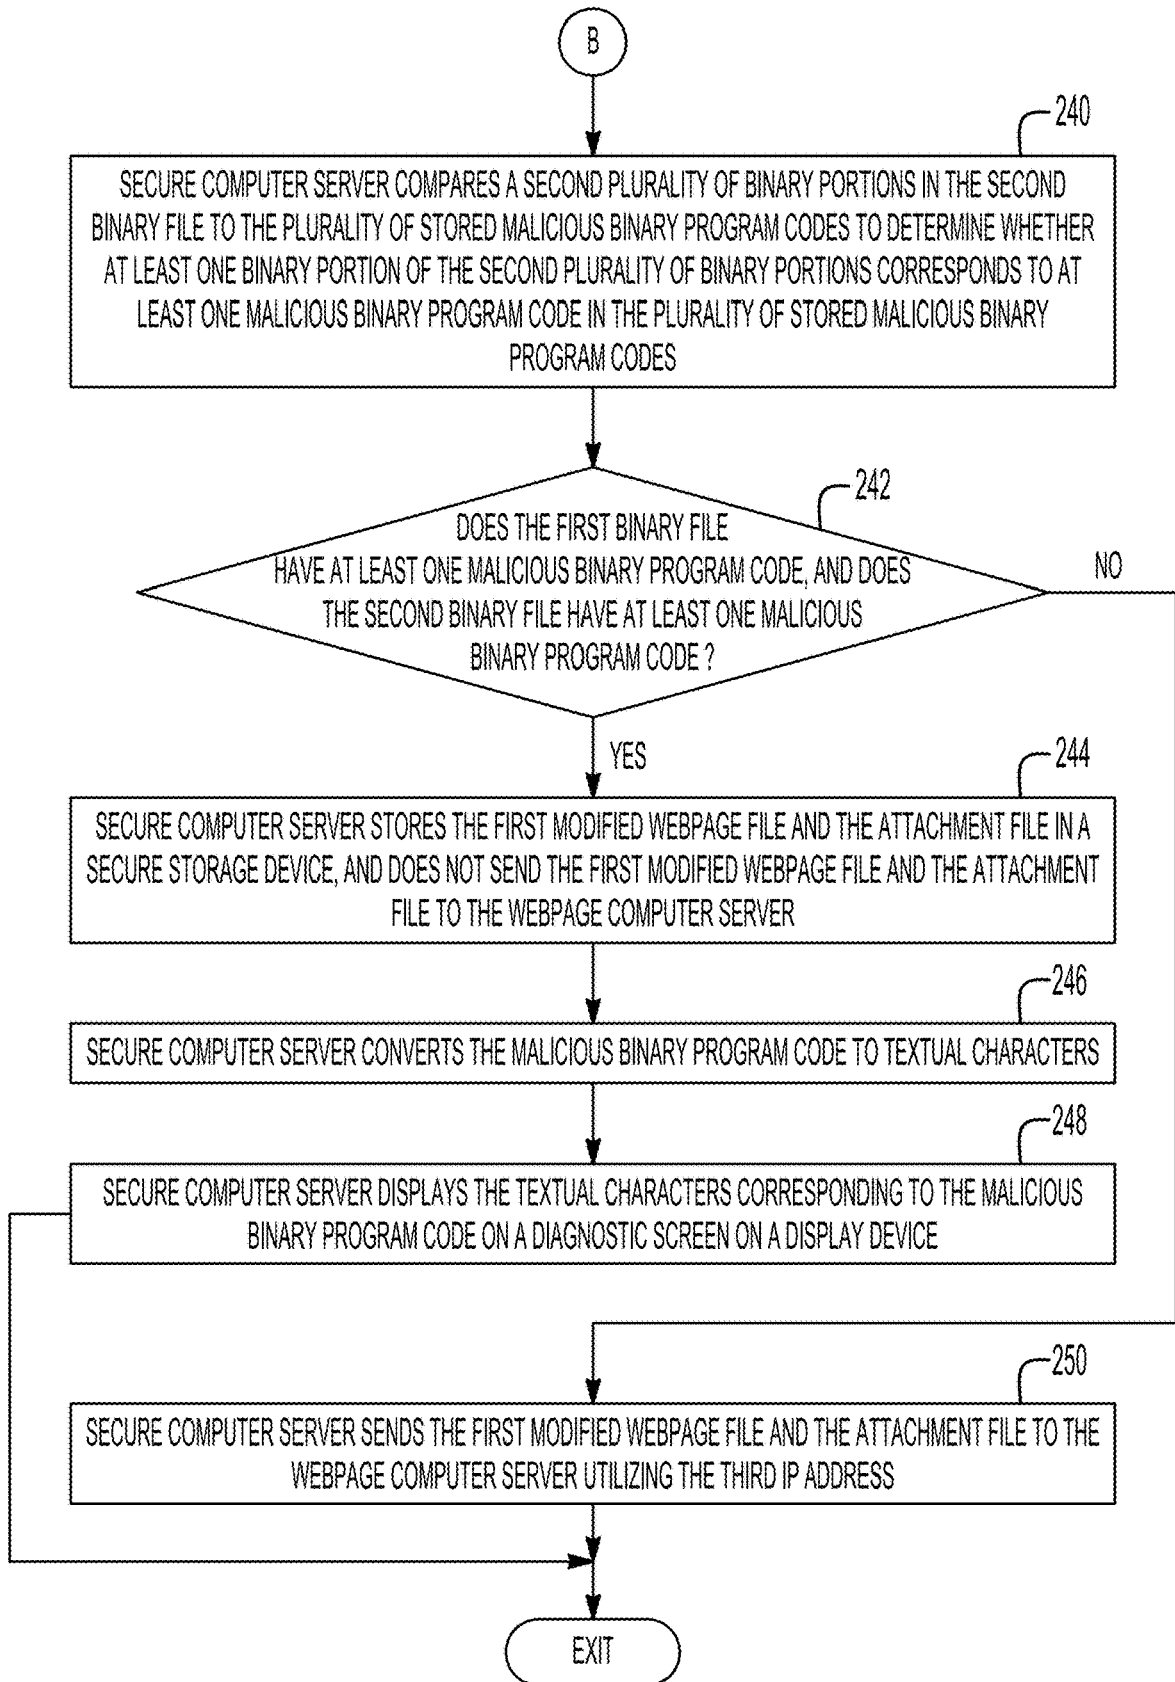 B
240
SECURE COMPUTER SERVER COMPARES A SECOND PLURALITY OF BINARY PORTIONS IN THE SECOND
BINARY FILE TO THE PLURALITY OF STORED MALICIOUS BINARY PROGRAM CODES TO DETERMINE WHETHER
AT LEAST ONE BINARY PORTION OF THE SECOND PLURALITY OF BINARY PORTIONS CORRESPONDS TO AT
LEAST ONE MALICIOUS BINARY PROGRAM CODE IN THE PLURALITY OF STORED MALICIOUS BINARY
PROGRAM CODES
242
DOES THE FIRST BINARY FILE
HAVE AT LEAST ONE MALICIOUS BINARY PROGRAM CODE, AND DOES
THE SECOND BINARY FILE HAVE AT LEAST ONE MALICIOUS
BINARY PROGRAM CODE ?
NO
YES
244
SECURE COMPUTER SERVER STORES THE FIRST MODIFIED WEBPAGE FILE AND THE ATTACHMENT FILE IN A
SECURE STORAGE DEVICE, AND DOES NOT SEND THE FIRST MODIFIED WEBPAGE FILE AND THE ATTACHMENT
FILE TO THE WEBPAGE COMPUTER SERVER
246
SECURE COMPUTER SERVER CONVERTS THE MALICIOUS BINARY PROGRAM CODE TO TEXTUAL CHARACTERS
248
SECURE COMPUTER SERVER DISPLAYS THE TEXTUAL CHARACTERS CORRESPONDING TO THE MALICIOUS
BINARY PROGRAM CODE ON A DIAGNOSTIC SCREEN ON A DISPLAY DEVICE
250
SECURE COMPUTER SERVER SENDS THE FIRST MODIFIED WEBPAGE FILE AND THE ATTACHMENT FILE TO THE
WEBPAGE COMPUTER SERVER UTILIZING THE THIRD IP ADDRESS
EXIT